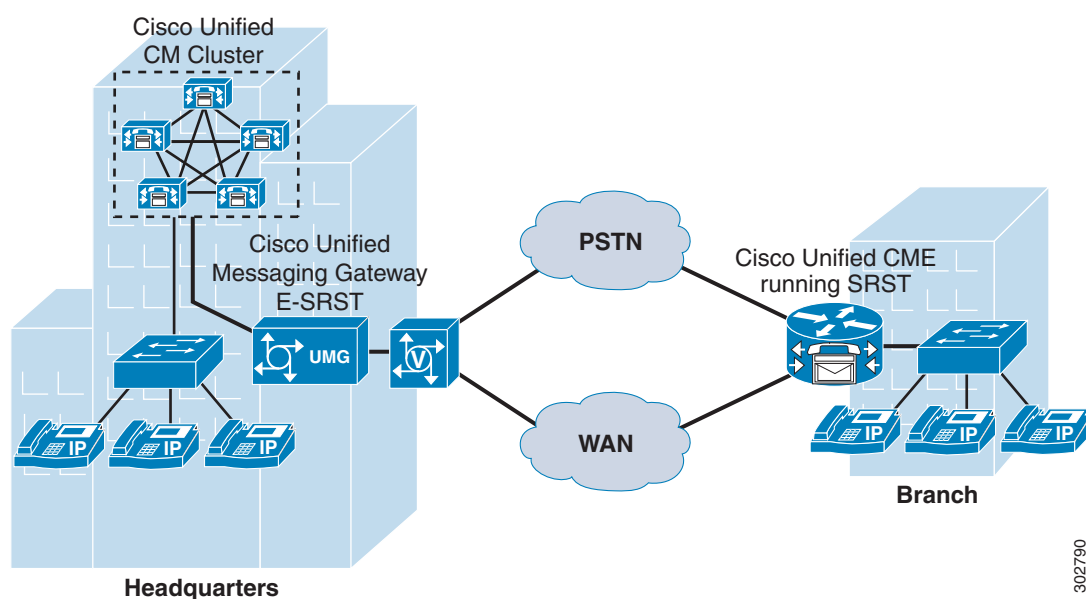 Cisco Unified
CM Cluster
Cisco Unified
Messaging Gateway
E-SRST
UMG
V
PSTN
WAN
Cisco Unified CME
running SRST
IP
IP
IP
IP
IP
IP
Headquarters
Branch
302790